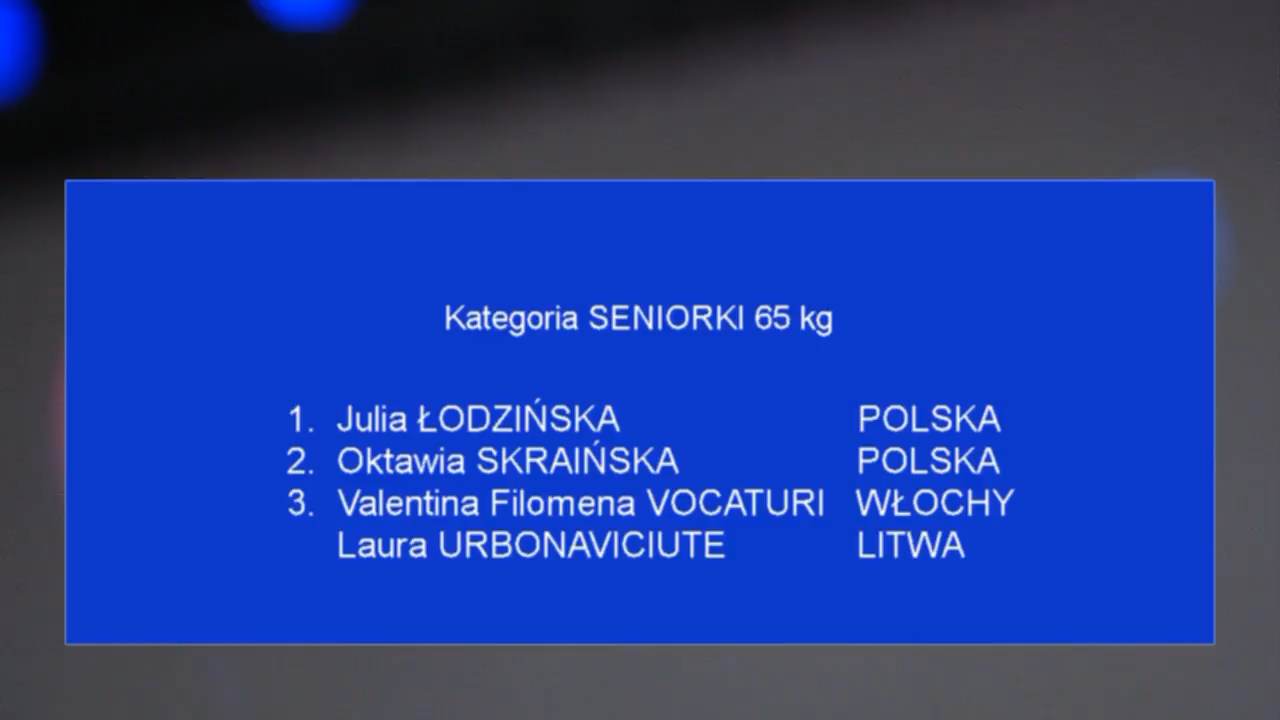 Kategoria SENIORKI 65 kg
1. Julia ŁODZIŃSKA POLSKA
2. Oktawia SKRAIŃSKA POLSKA
3. Valentina Filomena VOCATURI WŁOCHY
Laura URBONAVICIUTE LITWA